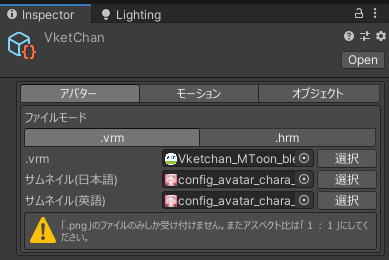 Inspector
Lighting
VketChan
Open
アバター
モーション
オブジェクト
ファイルモード
.vrm
.hrm
.vrm
Vketchan_MToon_ble
選択
サムネイル(日本語)
config_avatar_chara_
選択
サムネイル(英語)
config_avatar_chara_
選択
「.png」のファイルのみしか受け付けません。またアスペクト比は「 1 : 1 」にしてく
ださい。